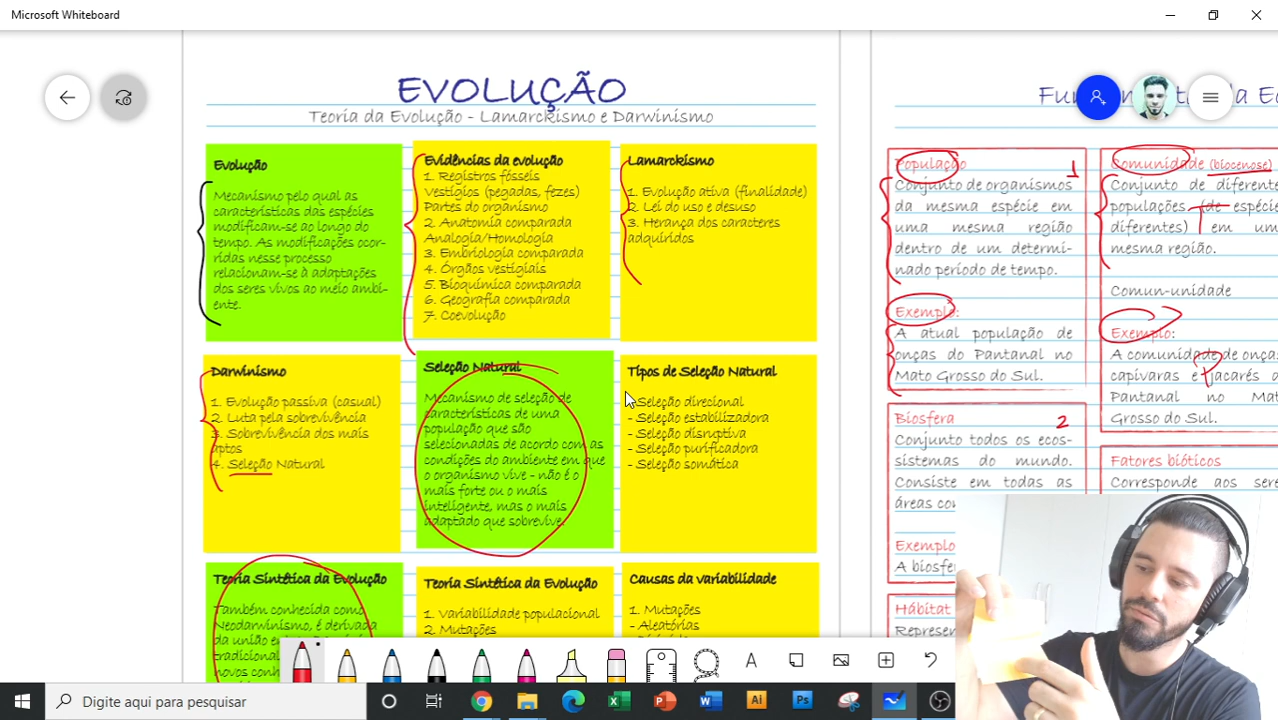 Microsoft Whiteboard
EVOLUÇÃO
Teoria da Evolução - Lamarckismo e Darwinismo
Evolução
Mecanismo pelo qual as
características das espécies
modificam-se ao longo do
tempo. As modificações ocor-
ridas nesse processo
relacionam-se à adaptações
dos seres vivos ao meio ambi-
ente.
Evidências da evolução
1. Registros fósseis
Vestígios (pegadas, fezes)
Partes do organismo
2. Anatomia comparada
Analogia/Homologia
3. Embriologia comparada
4. Órgãos vestigiais
5. Bioquímica comparada
6. Geografia comparada
7. Coevolução
Lamarckismo
1. Evolução ativa (finalidade)
2. Lei do uso e desuso
3. Herança dos caracteres
adquiridos
Darwinismo
1. Evolução passiva (casual)
2. Luta pela sobrevivência
3. Sobrevivência dos mais
aptos
4. Seleção Natural
Seleção Natural
Mecanismo de seleção de
características de uma
população que são
selecionadas de acordo com as
condições do ambiente em que
o organismo vive - não é o
mais forte ou o mais
inteligente, mas o mais
adaptado que sobrevive.
Tipos de Seleção Natural
- Seleção direcional
- Seleção estabilizadora
- Seleção disruptiva
- Seleção purificadora
- Seleção somática
Teoria Sintética da Evolução
Também conhecida como
Neodarwinismo, é derivada
da união
tradicional
novos
Teoria Sintética da Evolução
1. Variabilidade populacional
2. Mutações
Causas da variabilidade
1. Mutações
- Aleatórias
da
População
1
Conjunto de organismos
da mesma espécie em
uma mesma região
dentro de um determi-
nado período de tempo.
Exemplo:
A atual população de
onças do Pantanal no
Mato Grosso do Sul.
Comunidade (biocenose)
Conjunto de diferentes
populações (de espécies
diferentes) em uma
mesma região.
Comun-unidade
Exemplo:
A comunidade de onças
capivaras e jacarés
P
Pantanal no Mato
Grosso do Sul.
Biosfera
2
Conjunto todos os ecos-
sistemas do mundo.
Consiste em todas as
áreas
Exemplo
A biosfe
Fatores bióticos
Corresponde aos
Hábitat
Digite aqui para pesquisar